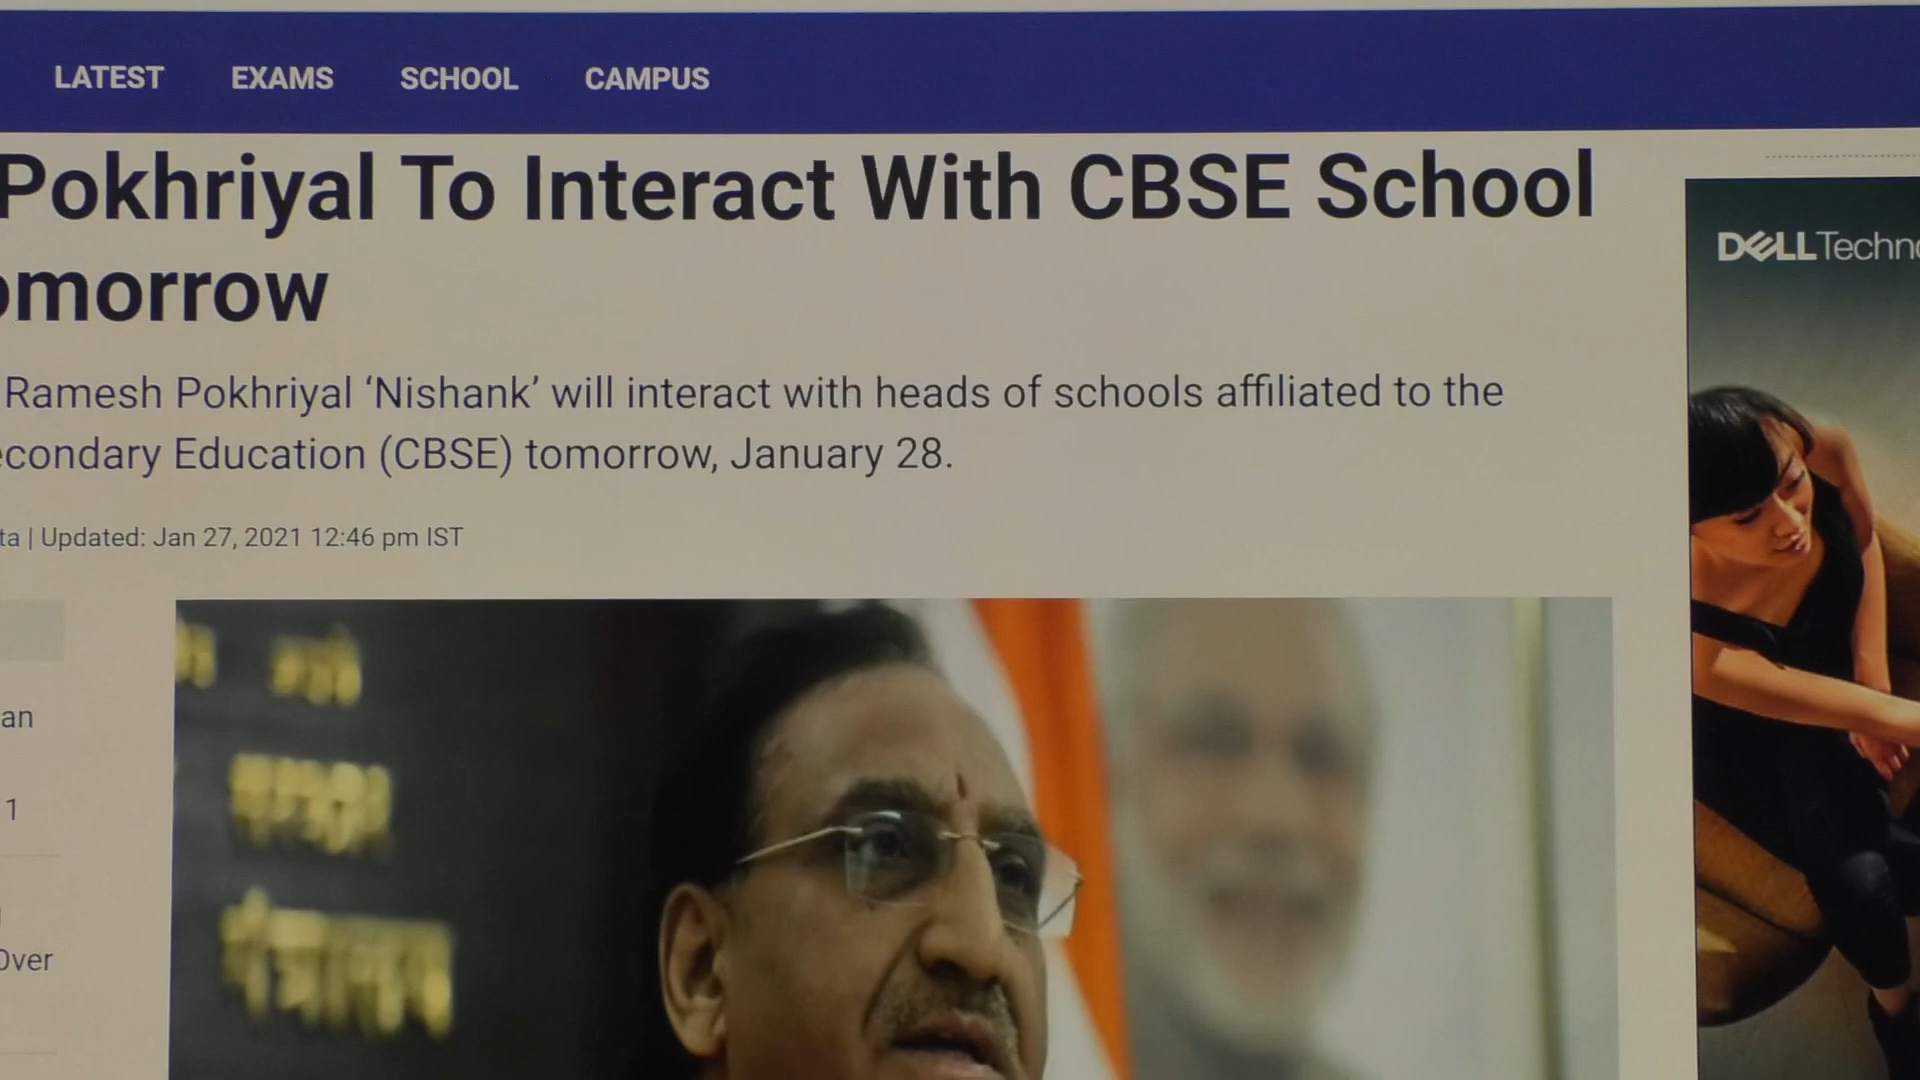 LATEST EXAMS SCHOOL CAMPUS
Pokhriyal To Interact With CBSE School
omorrow
Ramesh Pokhriyal ‘Nishank’ will interact with heads of schools affiliated to the
econdary Education (CBSE) tomorrow, January 28.
ta | Updated: Jan 27, 2021 12:46 pm IST
an
1
Over
DELL Techno